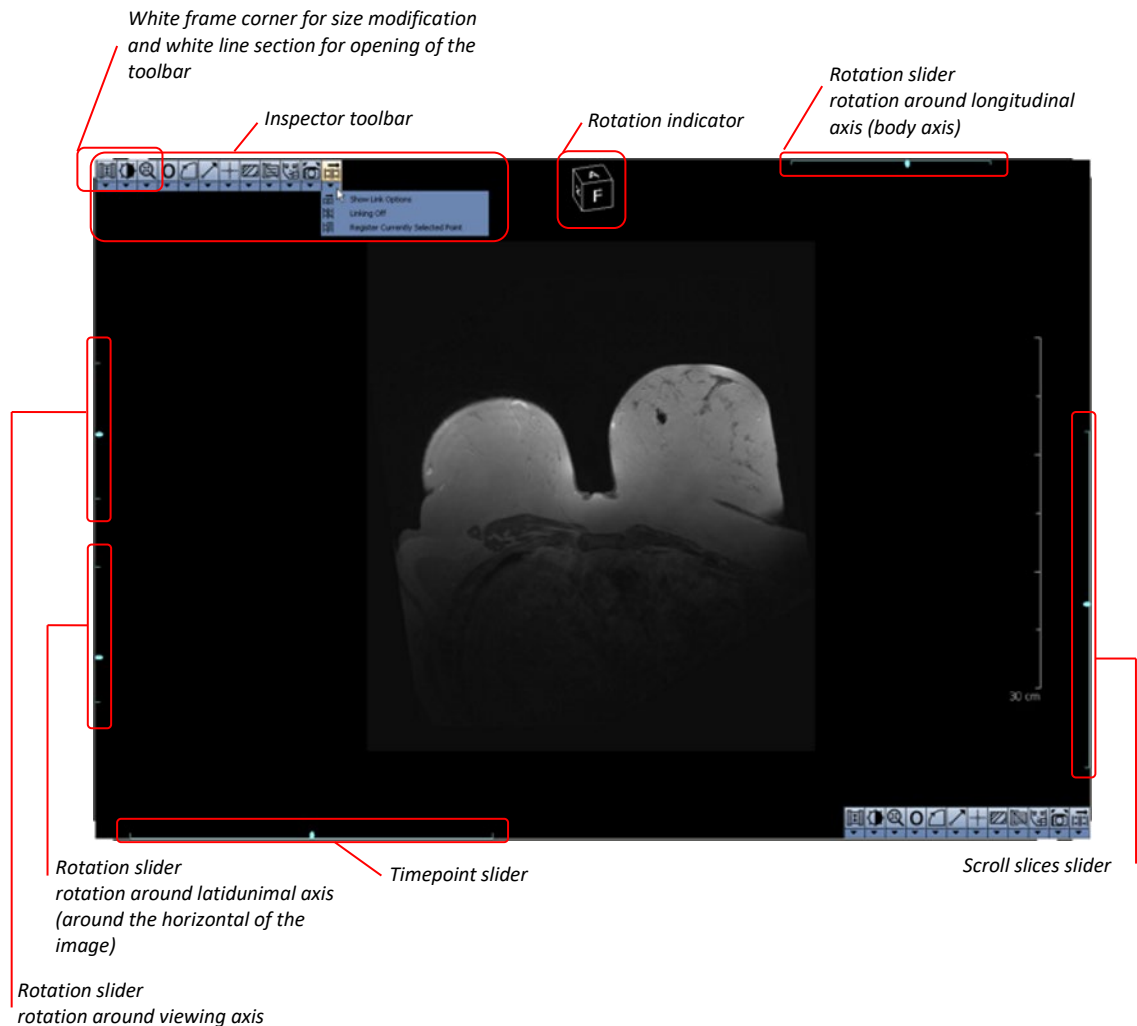 White frame corner for size modification
and white line section for opening of the
toolbar
Rotation slider
rotation around longitudinal
axis (body axis)
Inspector toolbar
Rotation indicator
A
F
Show Link Options
Linking Off
Register Currently Selected Point
30 cm
Rotation slider
rotation around latidunimal axis
(around the horizontal of the
image)
Timepoint slider
Scroll slices slider
Rotation slider
rotation around viewing axis